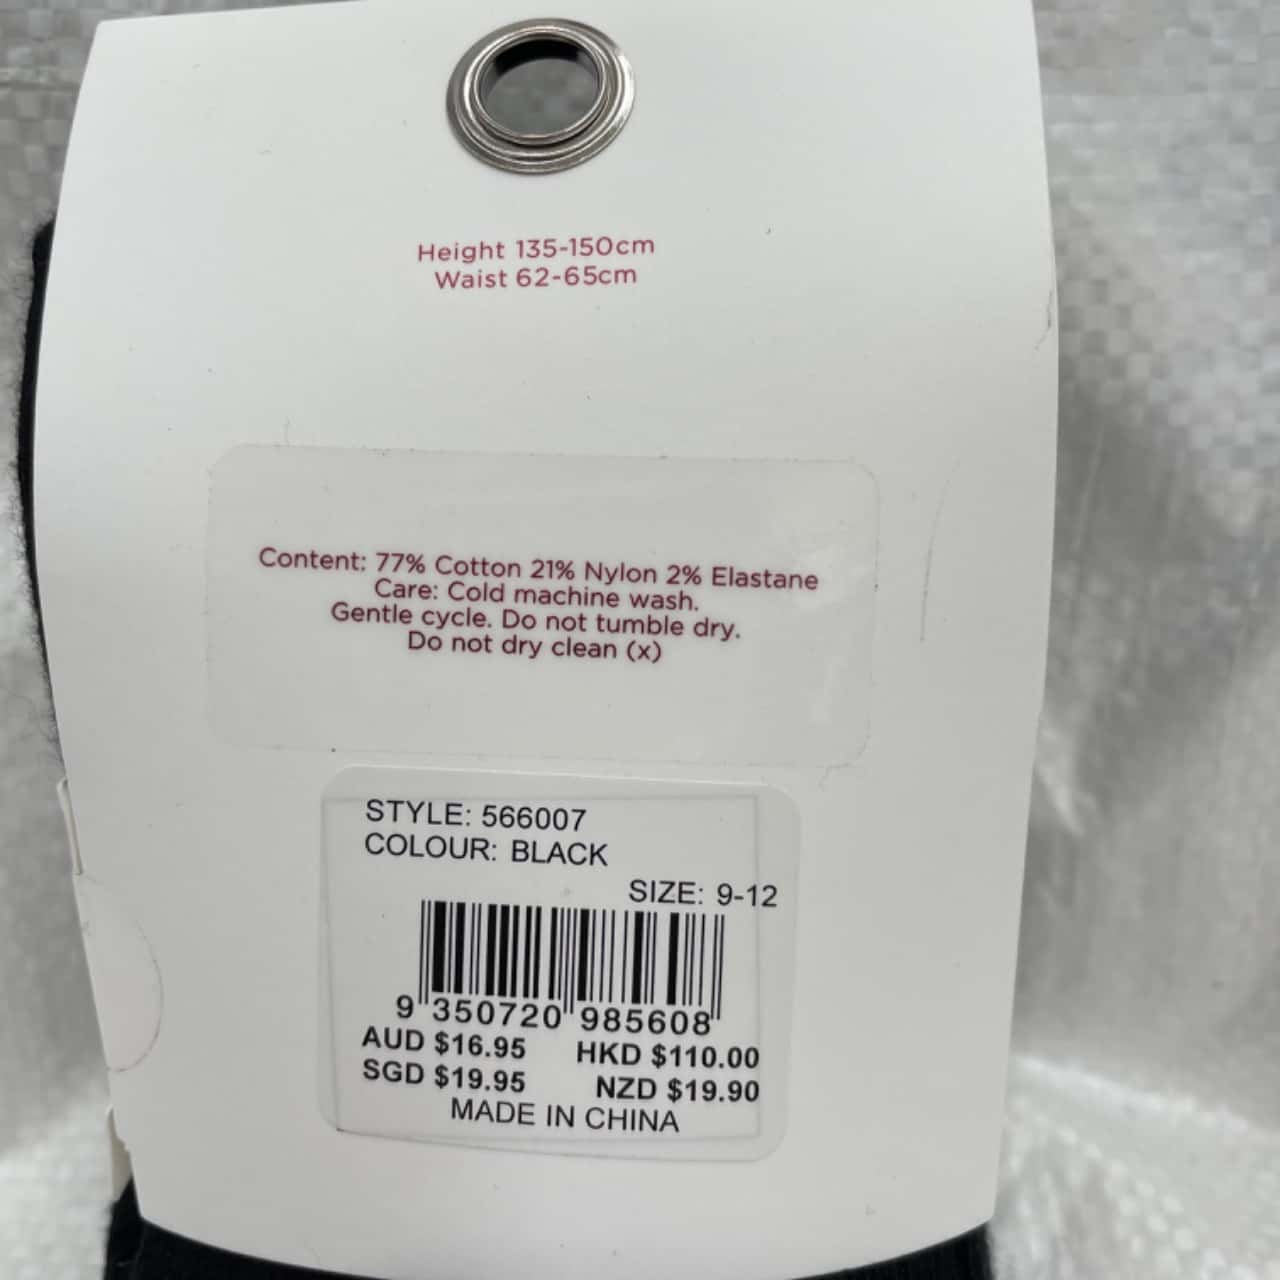 Height 135-150cm
Waist 62-65cm
Content: 77% Cotton 21% Nylon 2% Elastane
Care: Cold machine wash.
Gentle cycle. Do not tumble dry.
Do not dry clean (x)
STYLE: 566007
COLOUR: BLACK
SIZE: 9-12
9 350720 985608
AUD $16.95 HKD $110.00
SGD $19.95 NZD $19.90
MADE IN CHINA